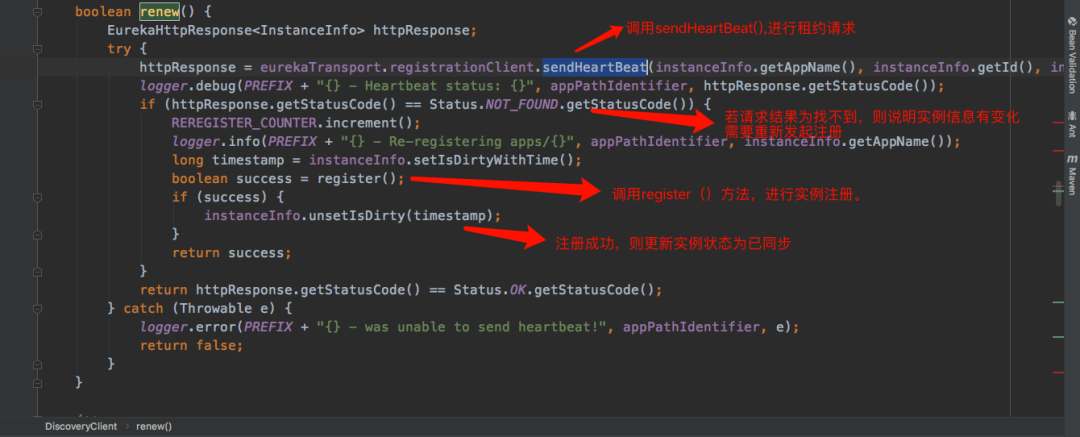 boolean renew() {
EurekaHttpResponse<InstanceInfo> httpResponse;
调用sendHeartBeat(),进行租约请求
try {
httpResponse = eurekaTransport.registrationClient.sendHeartBeat(instanceInfo.getAppName(), instanceInfo.getId(), in
logger.debug(PREFIX + "{} - Heartbeat status: {}", appPathIdentifier, httpResponse.getStatusCode());
if (httpResponse.getStatusCode() == Status.NOT_FOUND.getStatusCode()) {
若请求结果为找不到，则说明实例信息有变化
需要重新发起注册
REREGISTER_COUNTER.increment();
logger.info(PREFIX + "{} - Re-registering apps/{}", appPathIdentifier, instanceInfo.getAppName());
long timestamp = instanceInfo.setIsDirtyWithTime();
boolean success = register();
调用register（）方法，进行实例注册。
if (success) {
instanceInfo.unsetIsDirty(timestamp);
}
注册成功，则更新实例状态为已同步
return success;
}
return httpResponse.getStatusCode() == Status.OK.getStatusCode();
} catch (Throwable e) {
logger.error(PREFIX + "{} - was unable to send heartbeat!", appPathIdentifier, e);
return false;
}
}
DiscoveryClient › renew()
Bean Validation
Ant
m
Maven